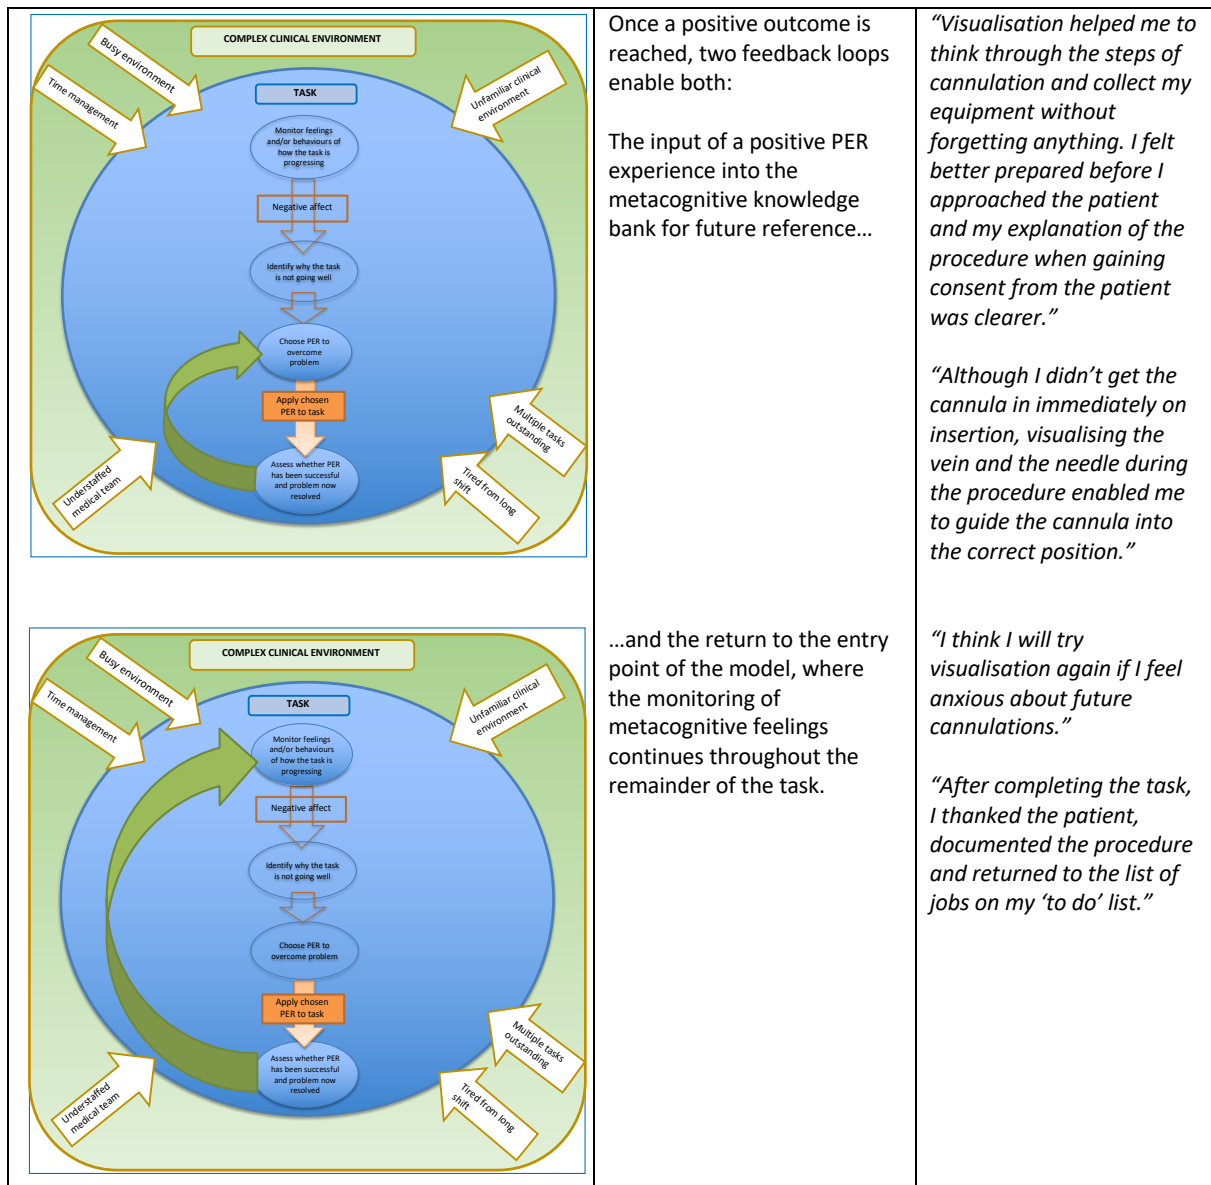 COMPLEX CLINICAL ENVIRONMENT
Busy environment
Time management
Unfamiliar clinical
environment
TASK
Monitor feelings
and/or behaviours of
how the task is
progressing
Negative affect
Identify why the task
is not going well
Choose PER to
overcome
problem
Apply chosen
PER to task
Assess whether PER
has been successful
and problem now
resolved
Understaffed
medical team
Multiple tasks
outstanding
Tired from long
shift
Once a positive outcome is
reached, two feedback loops
enable both:
The input of a positive PER
experience into the
metacognitive knowledge
bank for future reference…
“Visualisation helped me to
think through the steps of
cannulation and collect my
equipment without
forgetting anything. I felt
better prepared before I
approached the patient
and my explanation of the
procedure when gaining
consent from the patient
was clearer.”
“Although I didn’t get the
cannula in immediately on
insertion, visualising the
vein and the needle during
the procedure enabled me
to guide the cannula into
the correct position.”
COMPLEX CLINICAL ENVIRONMENT
Busy environment
Time management
Unfamiliar clinical
environment
TASK
Monitor feelings
and/or behaviours
of how the task is
progressing
Negative affect
Identify why the task
is not going well
Choose PER to
overcome problem
Apply chosen
PER to task
Assess whether PER
has been successful
and problem now
resolved
Understaffed
medical team
Multiple tasks
outstanding
Tired from long
shift
…and the return to the entry
point of the model, where
the monitoring of
metacognitive feelings
continues throughout the
remainder of the task.
“I think I will try
visualisation again if I feel
anxious about future
cannulations.”
“After completing the task,
I thanked the patient,
documented the procedure
and returned to the list of
jobs on my ‘to do’ list.”